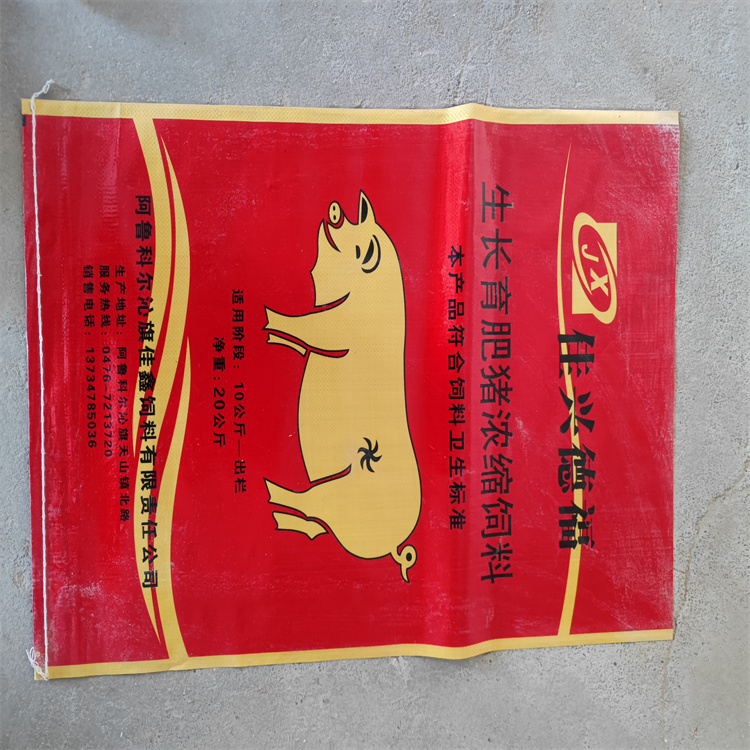 JX
佳兴德福
生长育肥猪浓缩饲料
本产品符合饲料卫生标准
适用阶段：10公斤—出栏
净重：20公斤
阿鲁科尔沁旗佳鑫饲料有限责任公司
生产地址：阿鲁科尔沁旗天山镇北路
服务热线：0476-7213720
销售电话：13734785036